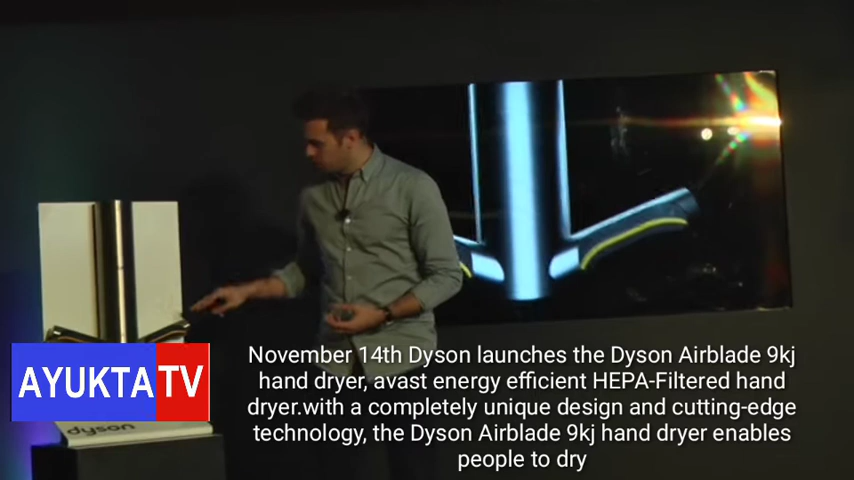 November 14th Dyson launches the Dyson Airblade 9kj
hand dryer, avast energy efficient HEPA-Filtered hand
dryer.with a completely unique design and cutting-edge
technology, the Dyson Airblade 9kj hand dryer enables
people to dry
AYUKTA TV
dyson